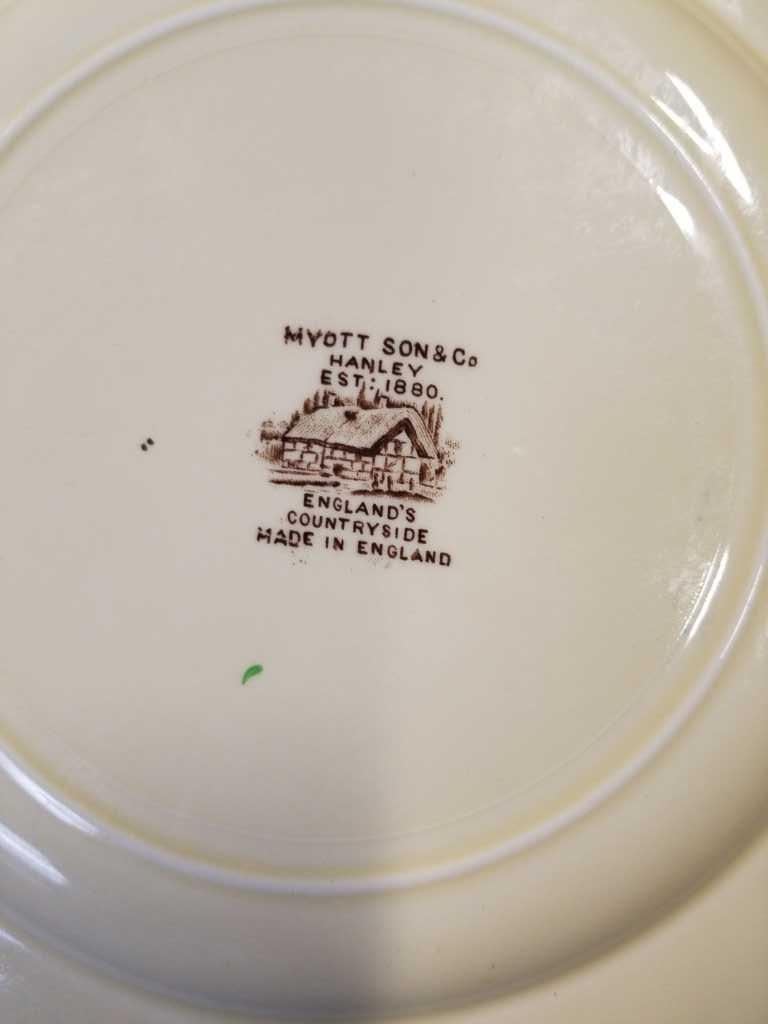 MYOTT SON & Co
HANLEY
EST: 1880.
ENGLAND'S
COUNTRYSIDE
MADE IN ENGLAND